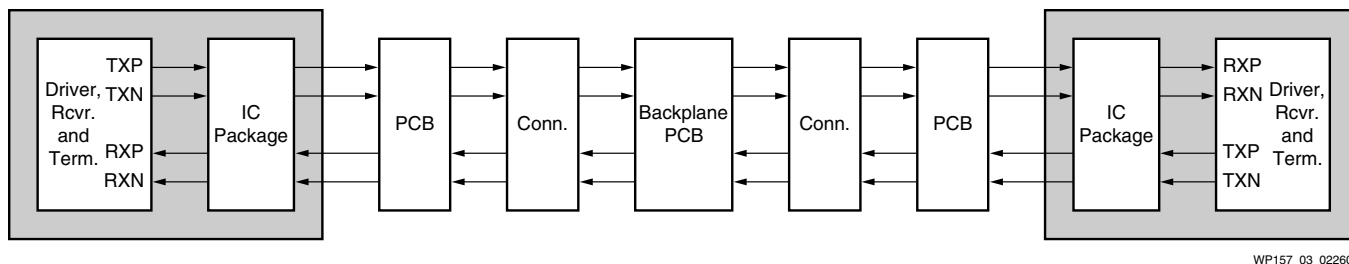 TXP
TXN
RXP
RXN
Driver,
Rcvr.
and
Term.
IC
Package
PCB
Conn.
Backplane
PCB
Conn.
PCB
IC
Package
RXP
RXN
TXP
TXN
Driver,
Rcvr.
and
Term.
WP157_03_02260